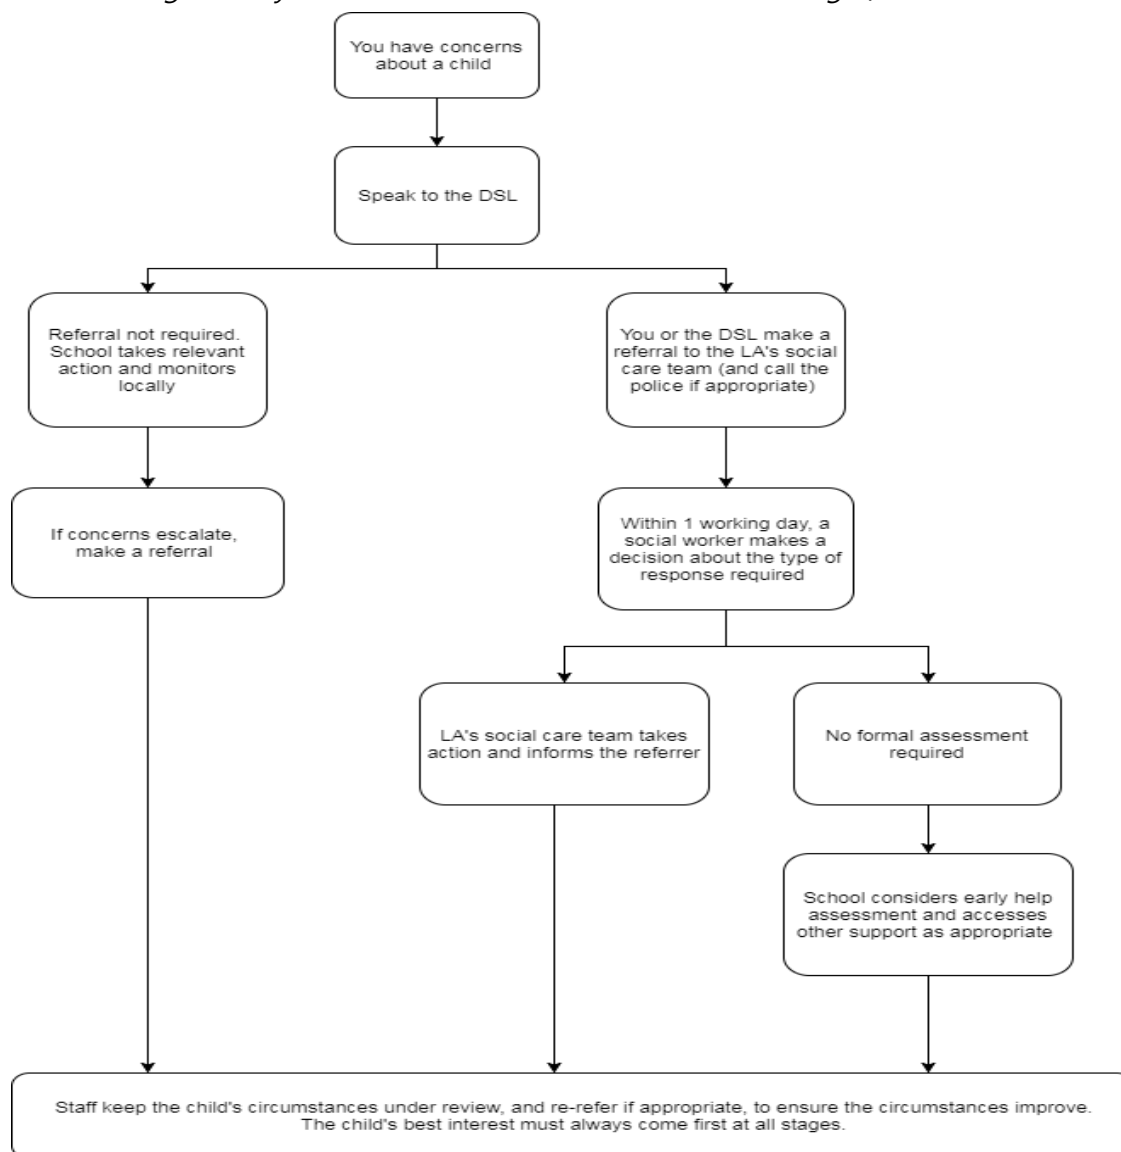 You have concerns
about a child
Speak to the DSL
Referral not required.
School takes relevant
action and monitors
locally
You or the DSL make a
referral to the LA's social
care team (and call the
police if appropriate)
If concerns escalate,
make a referral
Within 1 working day, a
social worker makes a
decision about the type of
response required
LA's social care team takes
action and informs the referrer
No formal assessment
required
School considers early help
assessment and accesses
other support as appropriate
Staff keep the child's circumstances under review, and re-refer if appropriate, to ensure the circumstances improve.
The child's best interest must always come first at all stages.